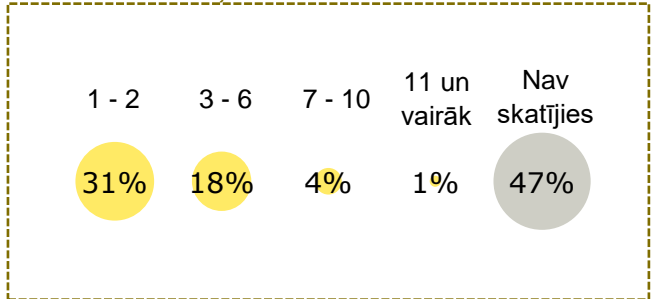 1 - 2
3 - 6
7 - 10
11 un
vairāk
Nav
skatījies
31%
18%
4%
1%
47%